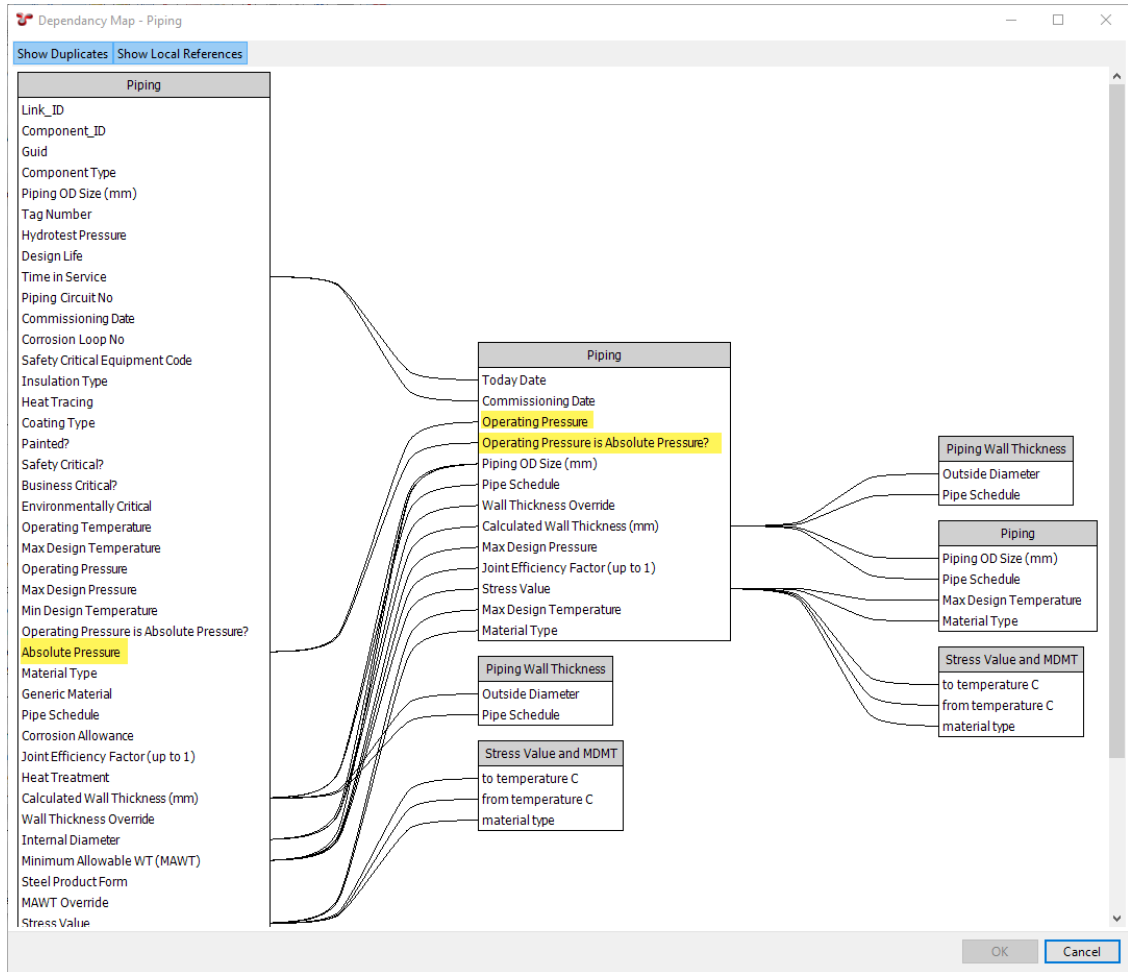 Dependancy Map - Piping
Show Duplicates Show Local References
Piping
Link_ID
Component_ID
Guid
Component Type
Piping OD Size (mm)
Tag Number
Hydrotest Pressure
Design Life
Time in Service
Piping Circuit No
Commissioning Date
Corrosion Loop No
Safety Critical Equipment Code
Insulation Type
Heat Tracing
Coating Type
Painted?
Safety Critical?
Business Critical?
Environmentally Critical
Operating Temperature
Max Design Temperature
Operating Pressure
Max Design Pressure
Min Design Temperature
Operating Pressure is Absolute Pressure?
Absolute Pressure
Material Type
Generic Material
Pipe Schedule
Corrosion Allowance
Joint Efficiency Factor (up to 1)
Heat Treatment
Calculated Wall Thickness (mm)
Wall Thickness Override
Internal Diameter
Minimum Allowable WT (MAWT)
Steel Product Form
MAWT Override
Stress Value
Piping
Today Date
Commissioning Date
Operating Pressure
Operating Pressure is Absolute Pressure?
Piping OD Size (mm)
Pipe Schedule
Wall Thickness Override
Calculated Wall Thickness (mm)
Max Design Pressure
Joint Efficiency Factor (up to 1)
Stress Value
Max Design Temperature
Material Type
Piping Wall Thickness
Outside Diameter
Pipe Schedule
Stress Value and MDMT
to temperature C
from temperature C
material type
Piping Wall Thickness
Outside Diameter
Pipe Schedule
Piping
Piping OD Size (mm)
Pipe Schedule
Max Design Temperature
Material Type
Stress Value and MDMT
to temperature C
from temperature C
material type
OK Cancel